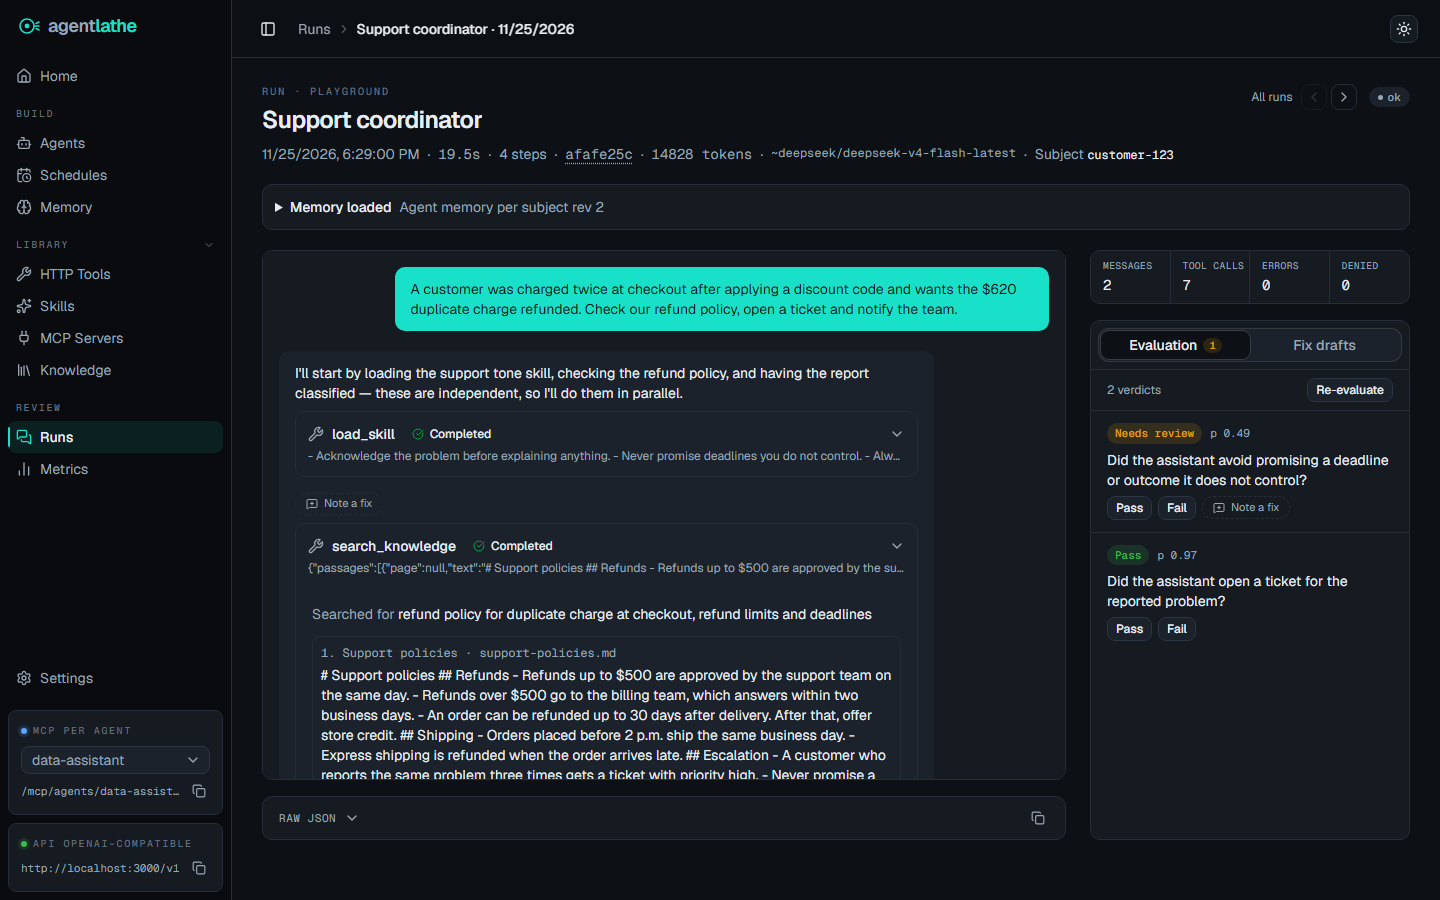 agentlathe
Home
BUILD
Agents
Schedules
Memory
LIBRARY
HTTP Tools
Skills
MCP Servers
Knowledge
REVIEW
Runs
Metrics
Settings
MCP PER AGENT
data-assistant
/mcp/agents/data-assist…
API OPENAI-COMPATIBLE
http://localhost:3000/v1
Runs > Support coordinator · 11/25/2026
RUN · PLAYGROUND
Support coordinator
11/25/2026, 6:29:00 PM · 19.5s · 4 steps · afafe25c · 14828 tokens · ~deepseek/deepseek-v4-flash-latest · Subject customer-123
All runs
ok
Memory loaded Agent memory per subject rev 2
A customer was charged twice at checkout after applying a discount code and wants the $620
duplicate charge refunded. Check our refund policy, open a ticket and notify the team.
I'll start by loading the support tone skill, checking the refund policy, and having the report
classified — these are independent, so I'll do them in parallel.
load_skill Completed
- Acknowledge the problem before explaining anything. - Never promise deadlines you do not control. - Alw…
Note a fix
search_knowledge Completed
{"passages":[{"page":null,"text":"# Support policies ## Refunds - Refunds up to $500 are approved by the su…
Searched for refund policy for duplicate charge at checkout, refund limits and deadlines
1. Support policies · support-policies.md
# Support policies ## Refunds - Refunds up to $500 are approved by the support team on
the same day. - Refunds over $500 go to the billing team, which answers within two
business days. - An order can be refunded up to 30 days after delivery. After that, offer
store credit. ## Shipping - Orders placed before 2 p.m. ship the same business day. -
Express shipping is refunded when the order arrives late. ## Escalation - A customer who
reports the same problem three times gets a ticket with priority high. - Never promise a
RAW JSON
MESSAGES
2
TOOL CALLS
7
ERRORS
0
DENIED
0
Evaluation 1
Fix drafts
2 verdicts
Re-evaluate
Needs review p 0.49
Did the assistant avoid promising a deadline
or outcome it does not control?
Pass Fail Note a fix
Pass p 0.97
Did the assistant open a ticket for the
reported problem?
Pass Fail